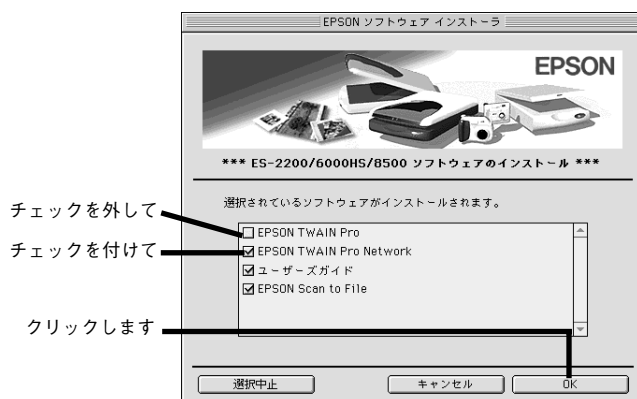 EPSON ソフトウェア インストーラ
EPSON
*** ES-2200/6000HS/8500 ソフトウェアのインストール ***
選択されているソフトウェアがインストールされます。
チェックを外して
EPSON TWAIN Pro
チェックを付けて
EPSON TWAIN Pro Network
ユーザーズガイド
EPSON Scan to File
クリックします
選択中止
キャンセル
OK